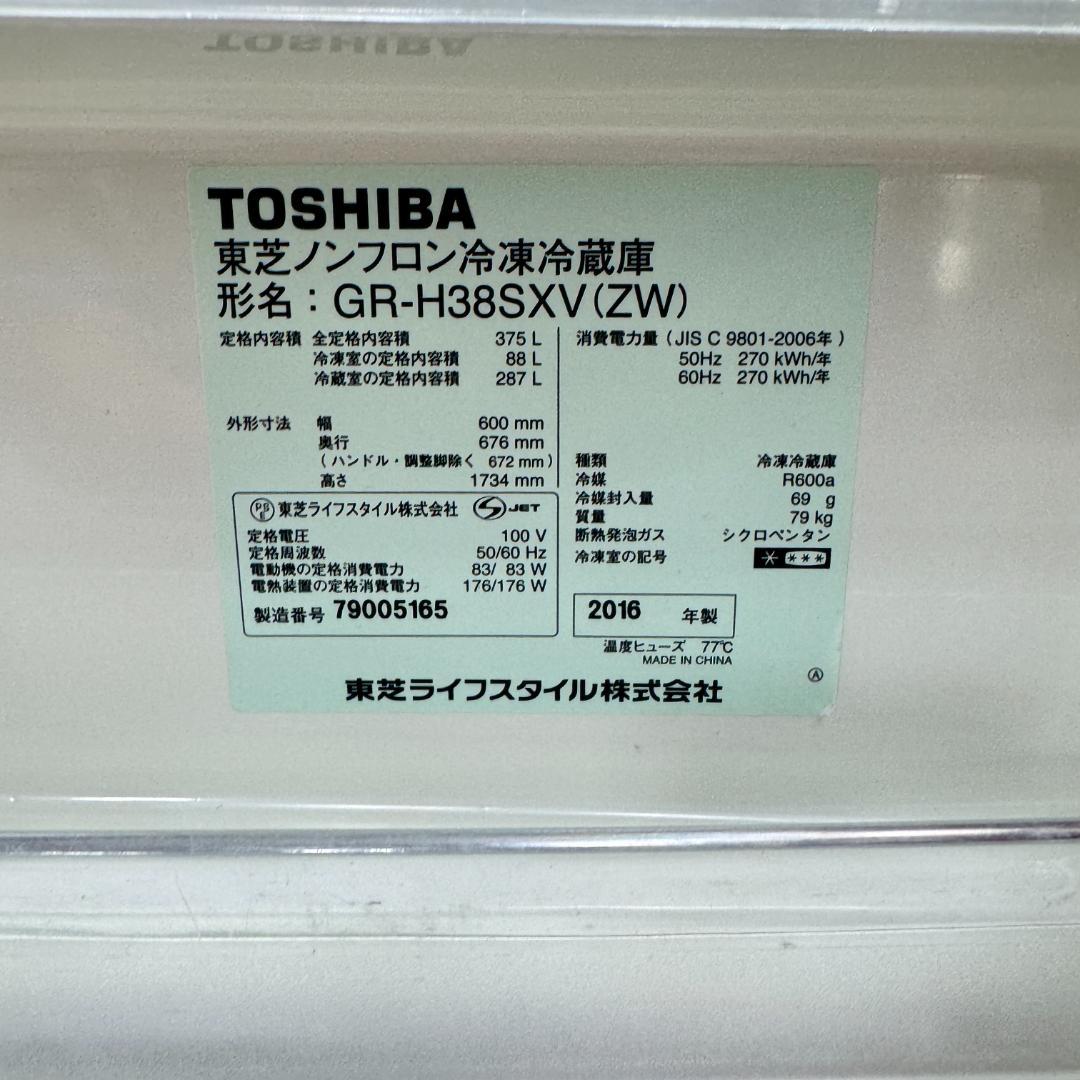 TOSHIBA
東芝ノンフロン冷凍冷蔵庫
形名：GR-H38SXV(ZW)
定格内容積 全定格内容積 375 L
冷凍室の定格内容積 88 L
冷蔵室の定格内容積 287 L
外形寸法 幅 600 mm
奥行 676 mm
(ハンドル・調整脚除く 672 mm)
高さ 1734 mm
PS E 東芝ライフスタイル株式会社 S JET
定格電圧 100 V
定格周波数 50/60 Hz
電動機の定格消費電力 83/ 83 W
電熱装置の定格消費電力 176/176 W
製造番号 79005165
消費電力量 (JIS C 9801-2006年)
50Hz 270 kWh/年
60Hz 270 kWh/年
種類 冷凍冷蔵庫
冷媒 R600a
冷媒封入量 69 g
質量 79 kg
断熱発泡ガス シクロペンタン
冷凍室の記号 * ***
2016 年製
温度ヒューズ 77℃
MADE IN CHINA
Ⓐ
東芝ライフスタイル株式会社